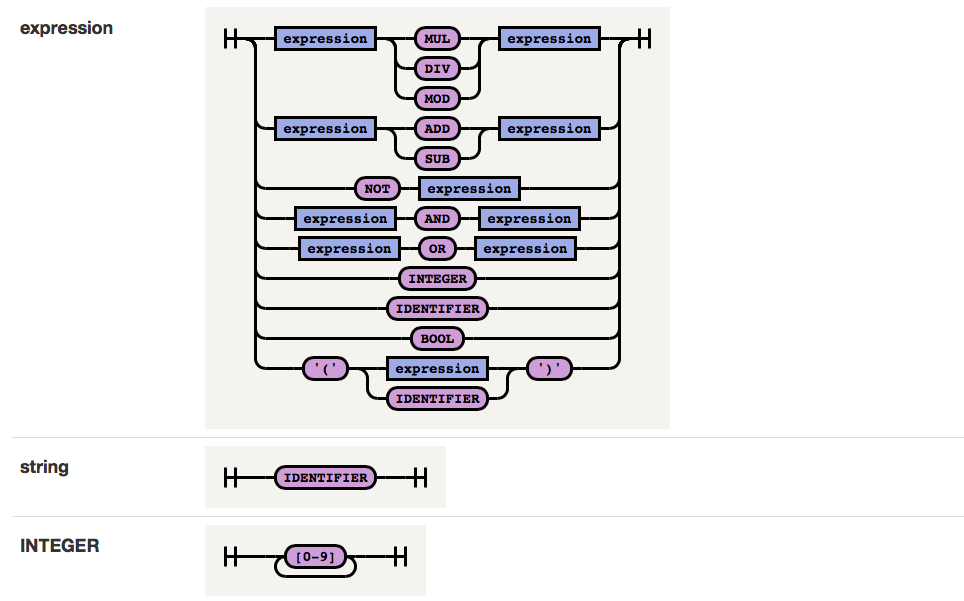 expression
expression MUL expression
DIV
MOD
expression ADD expression
SUB
NOT expression
expression AND expression
expression OR expression
INTEGER
IDENTIFIER
BOOL
'(' expression ')'
IDENTIFIER
string
IDENTIFIER
INTEGER
[0-9]